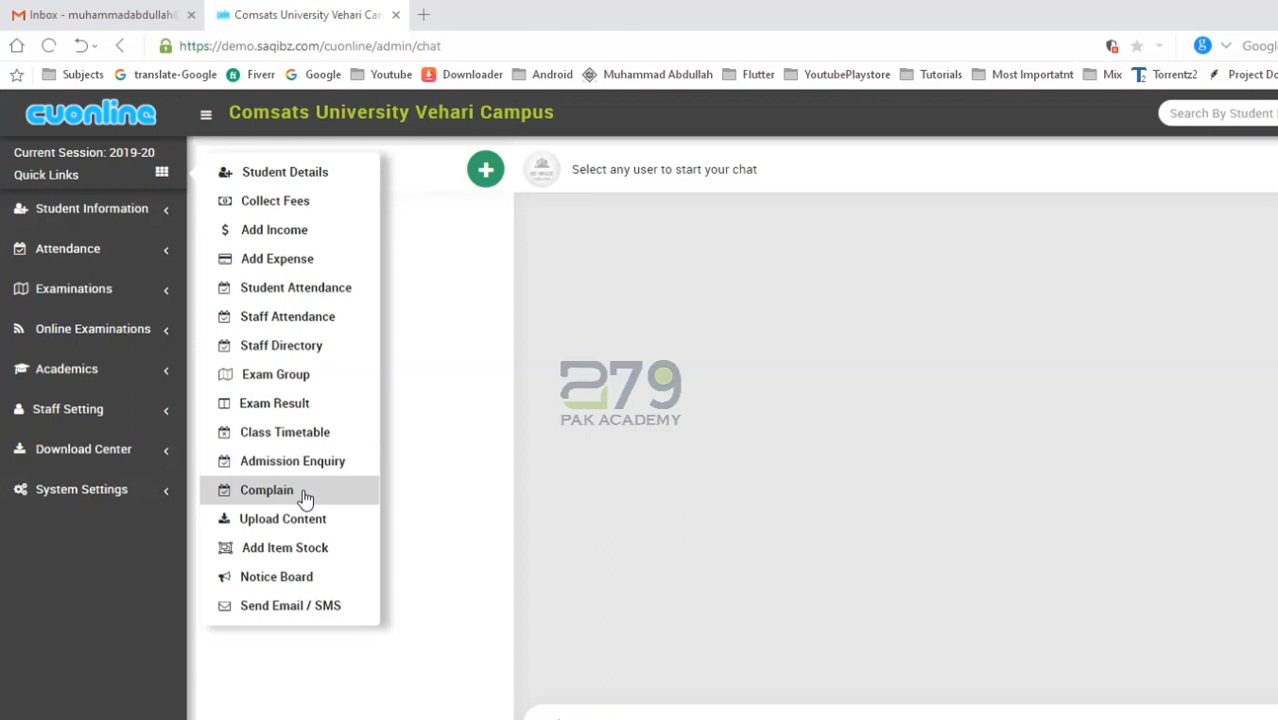 Inbox - muhammadabdullah@
Comsats University Vehari Car
https://demo.saqibz.com/cuonline/admin/chat
Subjects
translate-Google
Fiverr
Google
Youtube
Downloader
Android
Muhammad Abdullah
Flutter
YoutubePlaystore
Tutorials
Most Importatnt
Mix
Torrentz2
Project Do
cuonline
Comsats University Vehari Campus
Search By Student
Current Session: 2019-20
Quick Links
Student Information
Attendance
Examinations
Online Examinations
Academics
Staff Setting
Download Center
System Settings
Student Details
Collect Fees
Add Income
Add Expense
Student Attendance
Staff Attendance
Staff Directory
Exam Group
Exam Result
Class Timetable
Admission Enquiry
Complain
Upload Content
Add Item Stock
Notice Board
Send Email / SMS
Select any user to start your chat
279
PAK ACADEMY